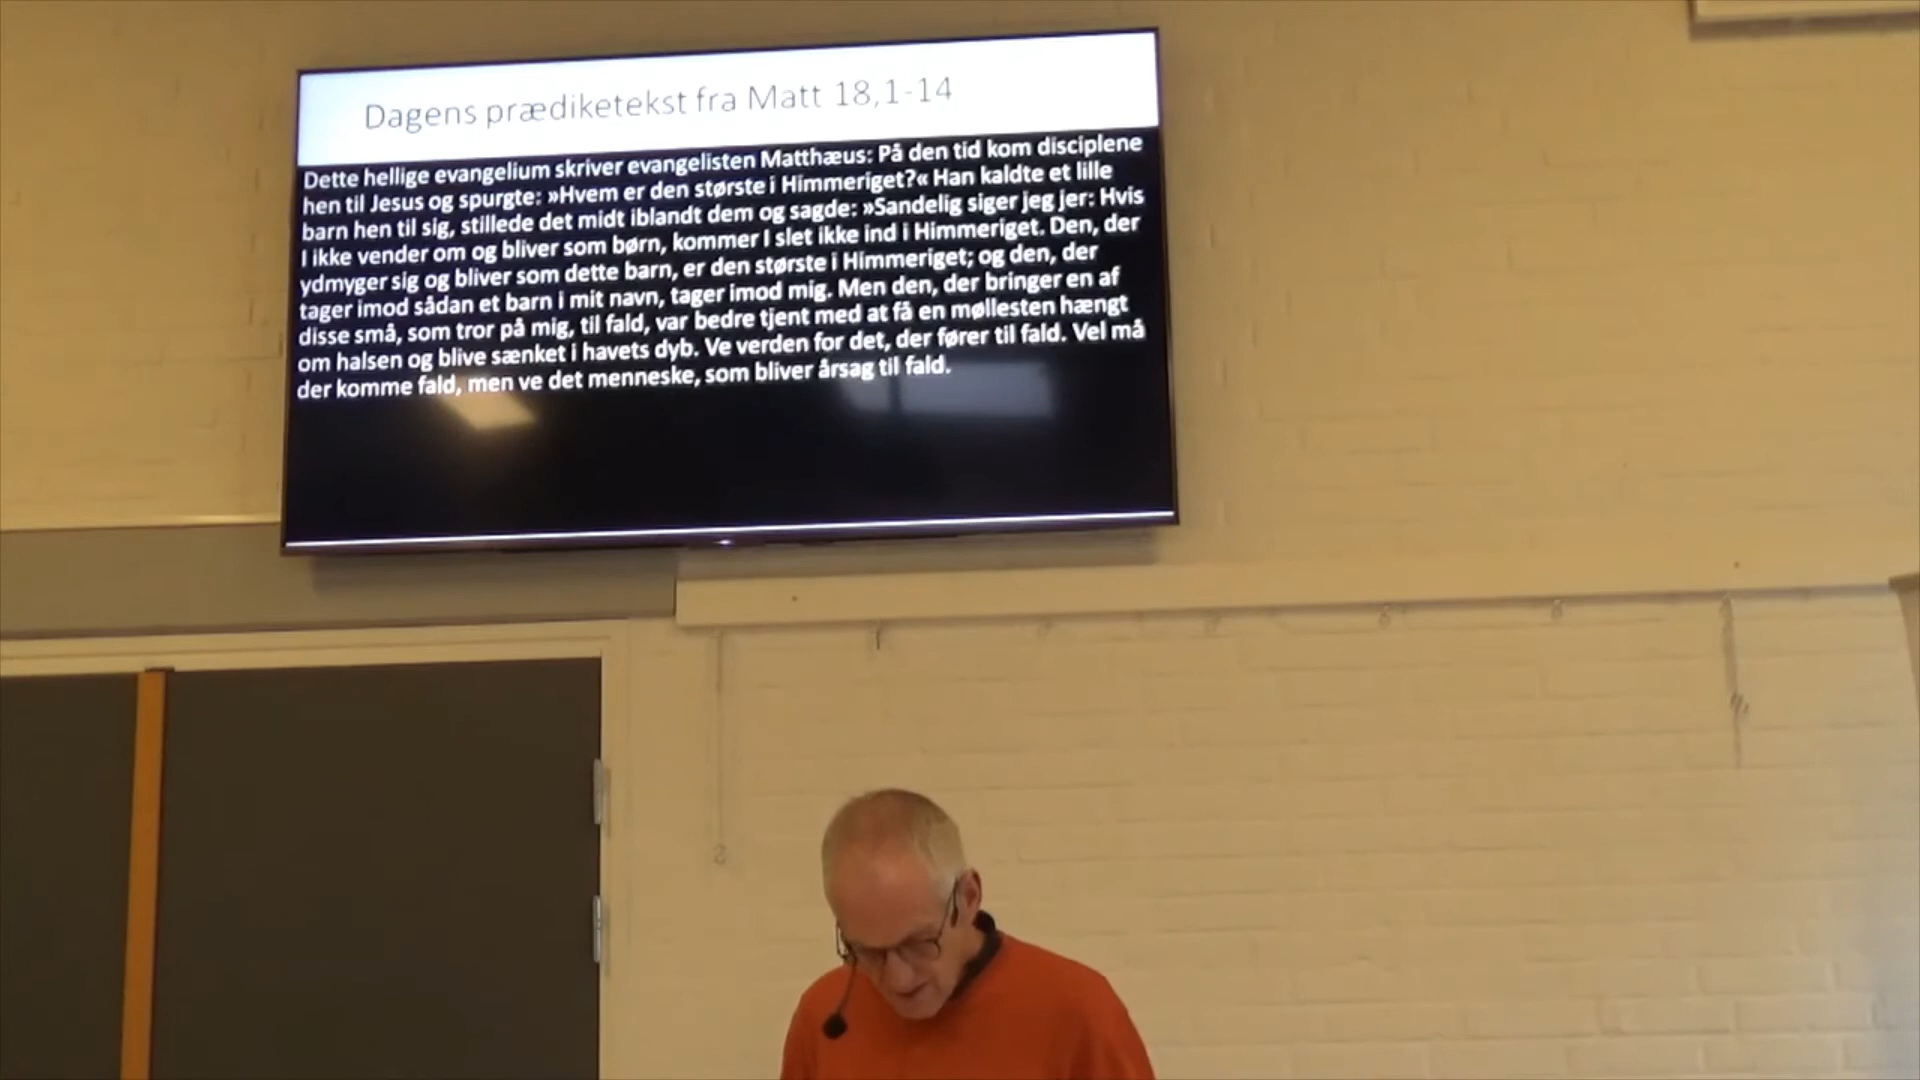 Dagens prædiketekst fra Matt 18,1-14
Dette hellige evangelium skriver evangelisten Matthæus: På den tid kom disciplene
hen til Jesus og spurgte: »Hvem er den største i Himmeriget?« Han kaldte et lille
barn hen til sig, stillede det midt iblandt dem og sagde: »Sandelig siger jeg jer: Hvis
I ikke vender om og bliver som børn, kommer I slet ikke ind i Himmeriget. Den, der
ydmyger sig og bliver som dette barn, er den største i Himmeriget; og den, der
tager imod sådan et barn i mit navn, tager imod mig. Men den, der bringer en af
disse små, som tror på mig, til fald, var bedre tjent med at få en møllesten hængt
om halsen og blive sænket i havets dyb. Ve verden for det, der fører til fald. Vel må
der komme fald, men ve det menneske, som bliver årsag til fald.